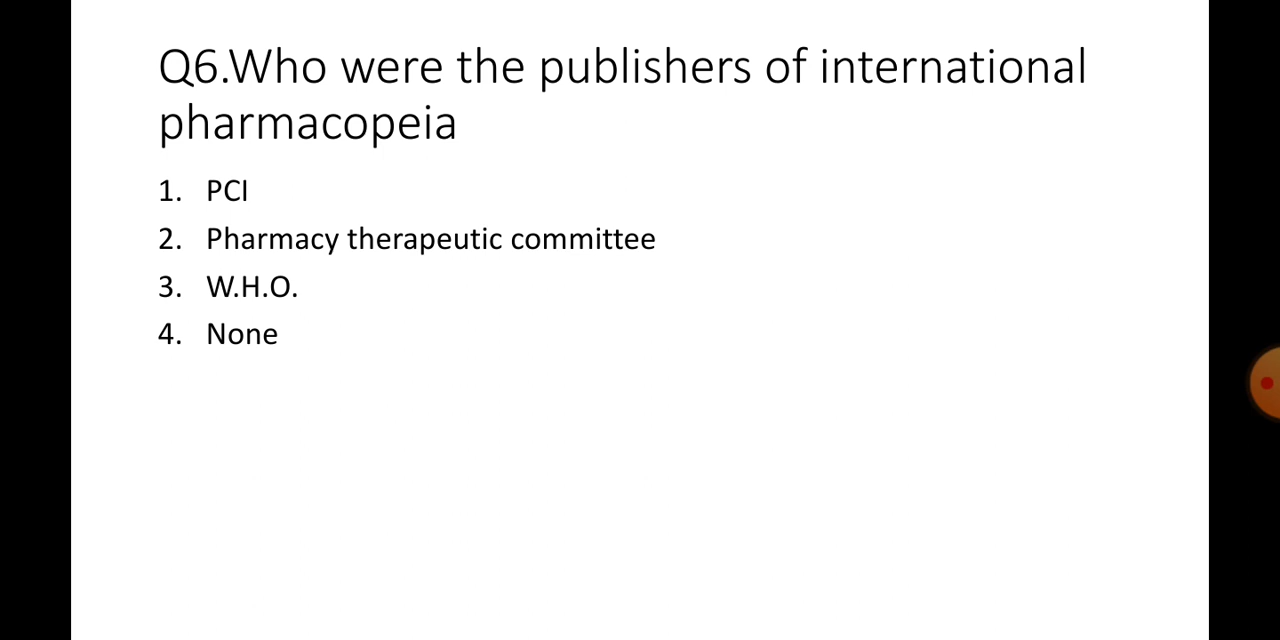 Q6.Who were the publishers of international
pharmacopeia
1. PCI
2. Pharmacy therapeutic committee
3. W.H.O.
4. None